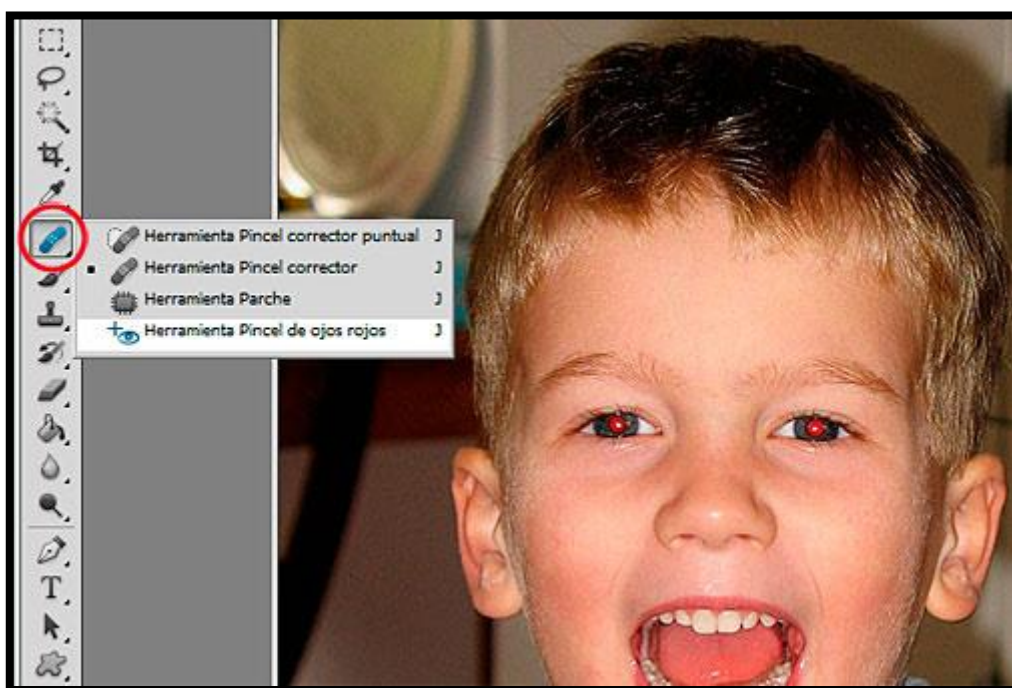 Herramienta Pincel corrector puntual J
Herramienta Pincel corrector J
Herramienta Parche J
Herramienta Pincel de ojos rojos J
T